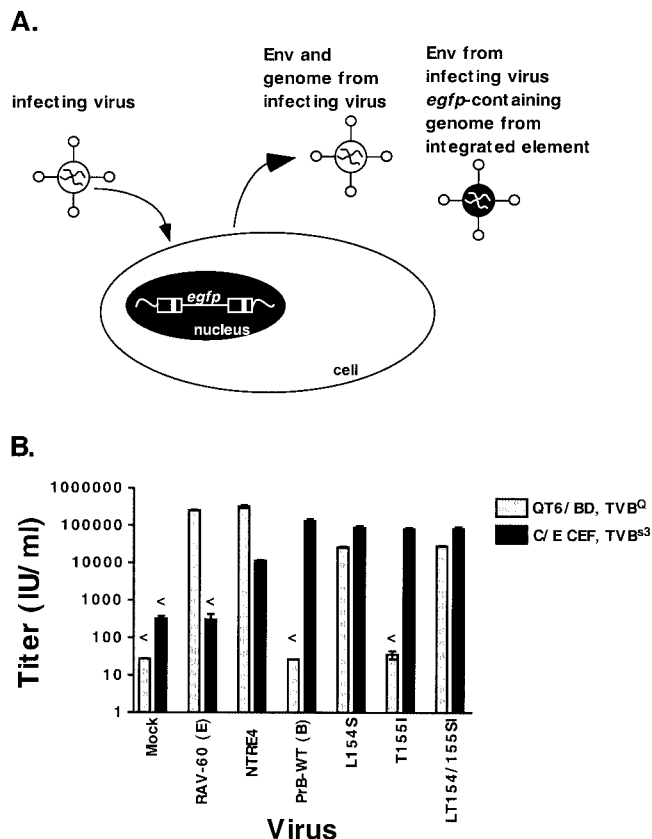 A.
infecting virus
Env and
genome from
infecting virus
Env from
infecting virus
egfp-containing
genome from
integrated element
egfp
nucleus
cell
B.
Titer (IU/ ml)
1000000
100000
10000
1000
100
10
1
< < < < <
QT6/ BD, TVBQ
C/ E CEF, TVBs3
Mock
RAV-60 (E)
NTRE4
PrB-WT (B)
L154S
T155I
LT154/155SI
Virus